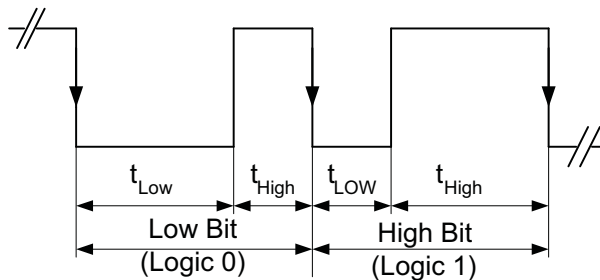 tLow tHigh tLOW tHigh
Low Bit High Bit
(Logic 0) (Logic 1)